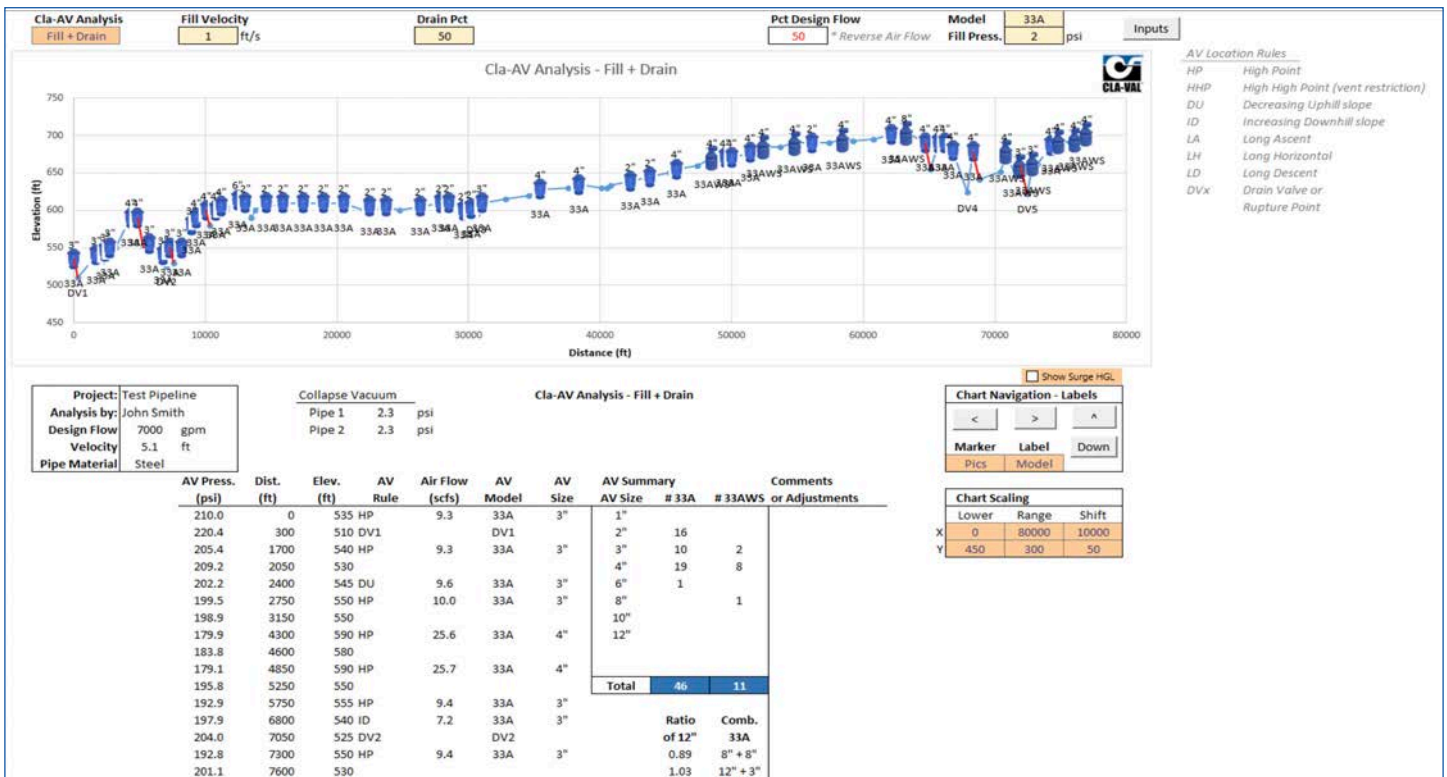 Cla-AV Analysis Fill Velocity Drain Pct Pct Design Flow Model 33A Inputs
Fill + Drain 1 ft/s 50 50 * Reverse Air Flow Fill Press. 2 psi
Cla-AV Analysis - Fill + Drain
CLA-VAL
AV Location Rules
HP High Point
HHP High High Point (vent restriction)
DU Decreasing Uphill slope
ID Increasing Downhill slope
LA Long Ascent
LH Long Horizontal
LD Long Descent
DVx Drain Valve or
Rupture Point
750
700
650
600
550
500
450
Elevation (ft)
DV1
DV2
DV4
DV5
0 10000 20000 30000 40000 50000 60000 70000 80000
Distance (ft)
Show Surge HGL
Project: Test Pipeline
Analysis by: John Smith
Design Flow 7000 gpm
Velocity 5.1 ft
Pipe Material Steel
Collapse Vacuum
Pipe 1 2.3 psi
Pipe 2 2.3 psi
Cla-AV Analysis - Fill + Drain
Chart Navigation - Labels
< > ^
Marker Label Down
Pics Model
Chart Scaling
Lower Range Shift
X 0 80000 10000
Y 450 300 50
AV Press. Dist. Elev. AV Air Flow AV AV AV Summary Comments
(psi) (ft) (ft) Rule (scfs) Model Size AV Size # 33A # 33AWS or Adjustments
210.0 0 535 HP 9.3 33A 3" 1"
220.4 300 510 DV1 DV1 2" 16
205.4 1700 540 HP 9.3 33A 3" 3" 10 2
209.2 2050 530 4" 19 8
202.2 2400 545 DU 9.6 33A 3" 6" 1
199.5 2750 550 HP 10.0 33A 3" 8" 1
198.9 3150 550 10"
179.9 4300 590 HP 25.6 33A 4" 12"
183.8 4600 580
179.1 4850 590 HP 25.7 33A 4"
195.8 5250 550 Total 46 11
192.9 5750 555 HP 9.4 33A 3"
197.9 6800 540 ID 7.2 33A 3" Ratio Comb.
204.0 7050 525 DV2 DV2 of 12" 33A
192.8 7300 550 HP 9.4 33A 3" 0.89 8" + 8"
201.1 7600 530 1.03 12" + 3"